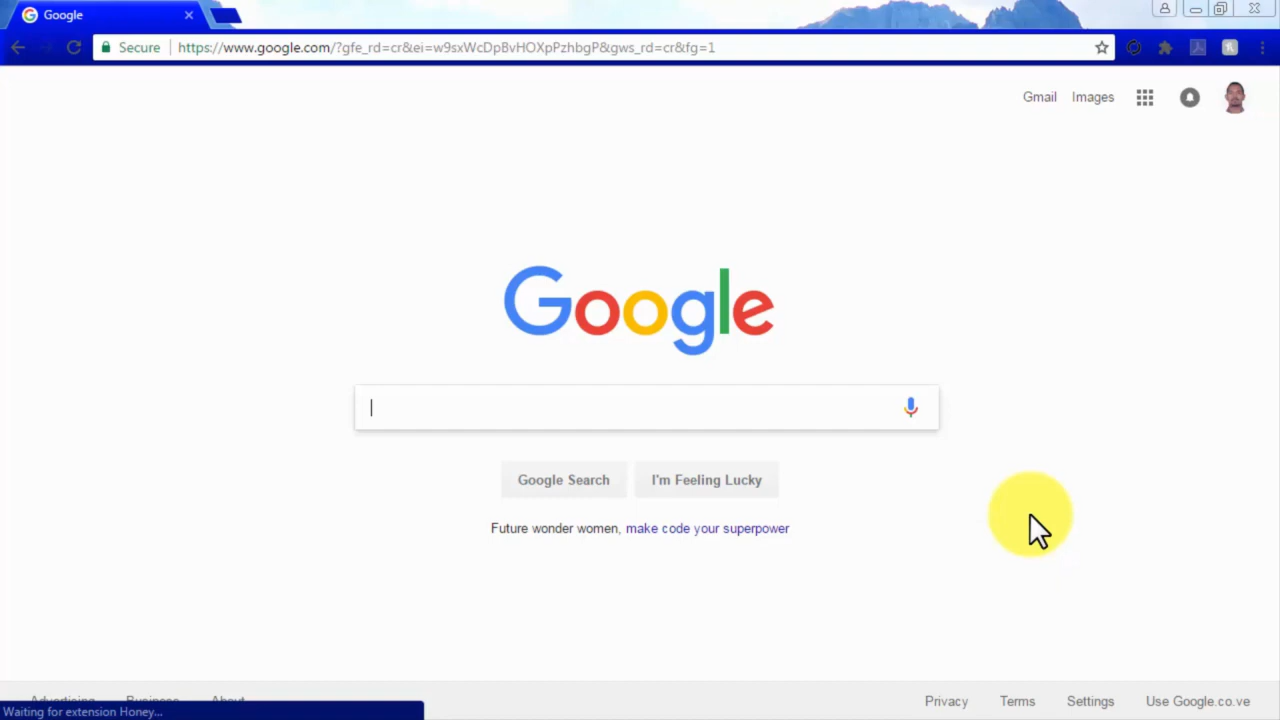 Google
Secure https://www.google.com/?gfe_rd=cr&ei=w9sxWcDpBvHOXpPzhbgP&gws_rd=cr&fg=1
Gmail Images
Google
Google Search I'm Feeling Lucky
Future wonder women, make code your superpower
Advertising Business About Privacy Terms Settings Use Google.co.ve
Waiting for extension Honey...